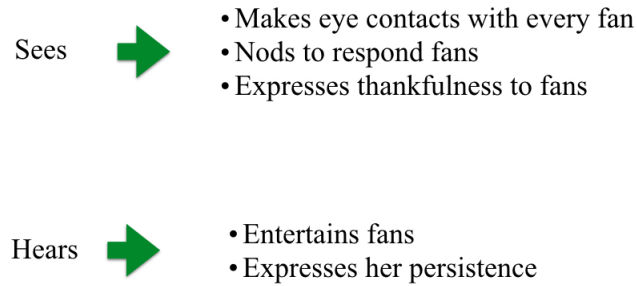 Sees
• Makes eye contacts with every fan
• Nods to respond fans
• Expresses thankfulness to fans
Hears
• Entertains fans
• Expresses her persistence